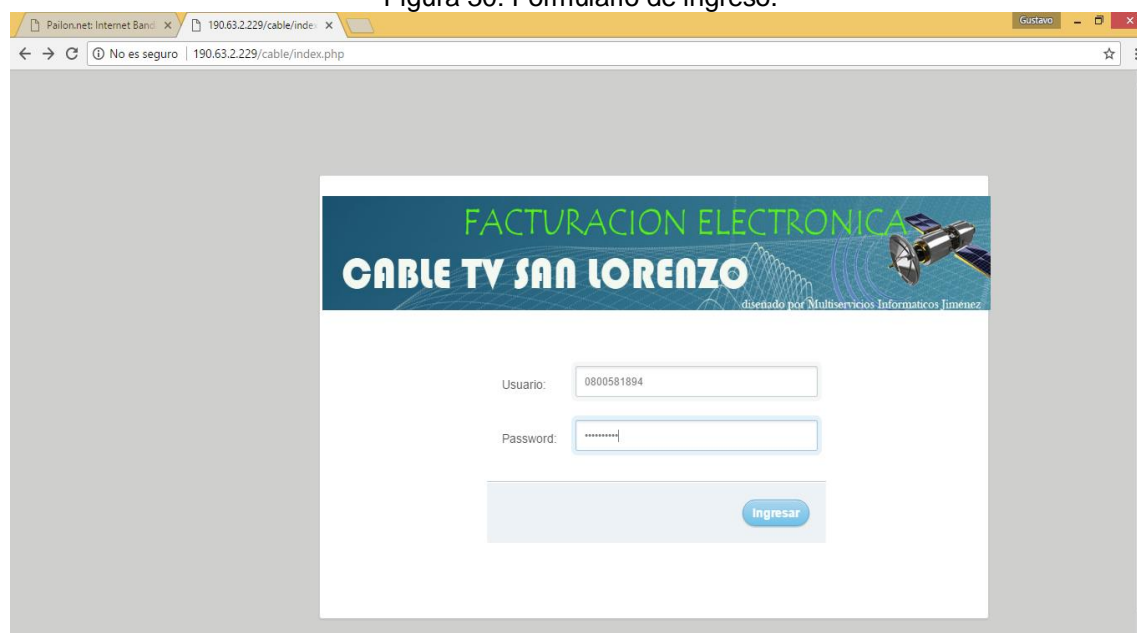 Figura 30. Formulario de ingreso.
Pailon.net: Internet Band
190.63.2.229/cable/inde
Gustavo
No es seguro | 190.63.2.229/cable/index.php
FACTURACION ELECTRONICA
CABLE TV SAN LORENZO
disenado por Multiservicios Informaticos Jimenez
Usuario: 0800581894
Password: ••••••••••
Ingresar